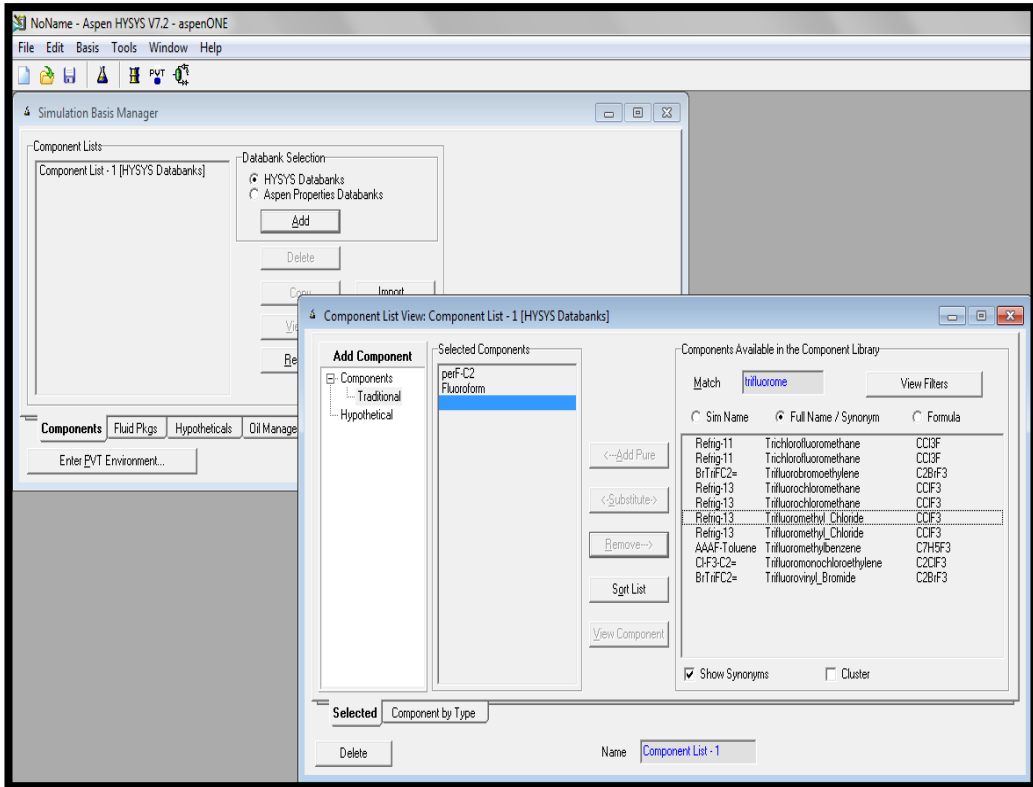 NoName - Aspen HYSYS V7.2 - aspenONE
File Edit Basis Tools Window Help
PVT
Simulation Basis Manager
Component Lists
Component List - 1 [HYSYS Databanks]
Databank Selection
HYSYS Databanks
Aspen Properties Databanks
Add
Delete
Copy
Import
Vie
Re
Components Fluid Pkgs Hypotheticals Oil Manage
Enter PVT Environment...
Component List View: Component List - 1 [HYSYS Databanks]
Add Component
Components
Traditional
Hypothetical
Selected Components
perF-C2
Fluoroform
<---Add Pure
<-Substitute->
Remove--->
Sort List
View Component
Components Available in the Component Library
Match trifluorome View Filters
Sim Name Full Name / Synonym Formula
Refrig-11 Trichlorofluoromethane CCl3F
Refrig-11 Trichlorofluoromethane CCl3F
BrTriFC2= Trifluorobromoethylene C2BrF3
Refrig-13 Trifluorochloromethane CClF3
Refrig-13 Trifluorochloromethane CClF3
Refrig-13 Trifluoromethyl_Chloride CClF3
Refrig-13 Trifluoromethyl_Chloride CClF3
AAAF-Toluene Trifluoromethylbenzene C7H5F3
Cl-F3-C2= Trifluoromonochloroethylene C2ClF3
BrTriFC2= Trifluorovinyl_Bromide C2BrF3
Show Synonyms Cluster
Selected Component by Type
Delete Name Component List - 1